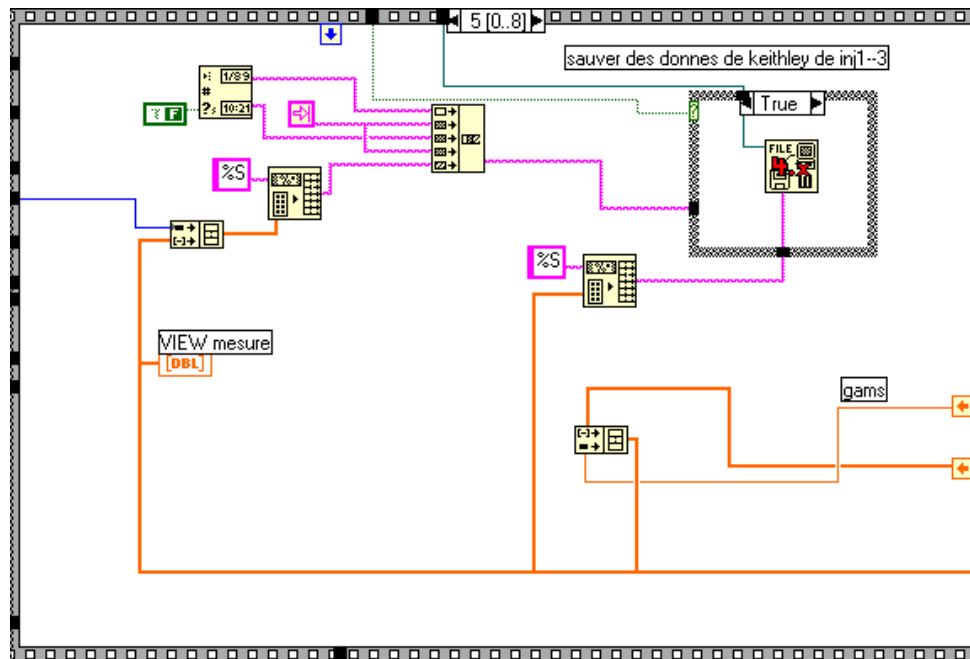 5 [0..8]
sauver des donnes de keithley de inj1--3
1/89
#
?s 10:21
? F
True
FILE
4.x
%S
%S
VIEW mesure
[DBL]
gams